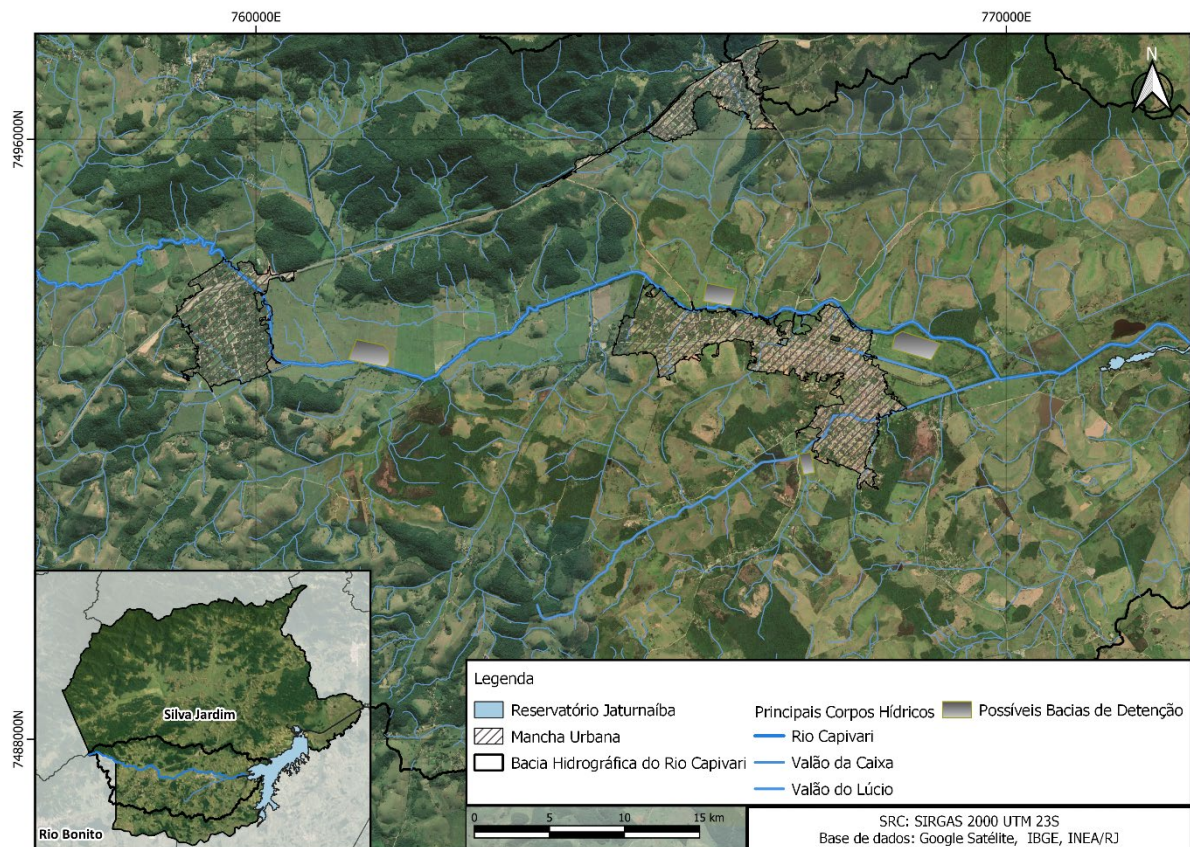 760000E
770000E
N
7496000N
7488000N
Silva Jardim
Rio Bonito
Legenda
Reservatório Jaturnaíba
Mancha Urbana
Bacia Hidrográfica do Rio Capivari
Principais Corpos Hídricos
Rio Capivari
Valão da Caixa
Valão do Lúcio
Possíveis Bacias de Detenção
0 5 10 15 km
SRC: SIRGAS 2000 UTM 23S
Base de dados: Google Satélite, IBGE, INEA/RJ